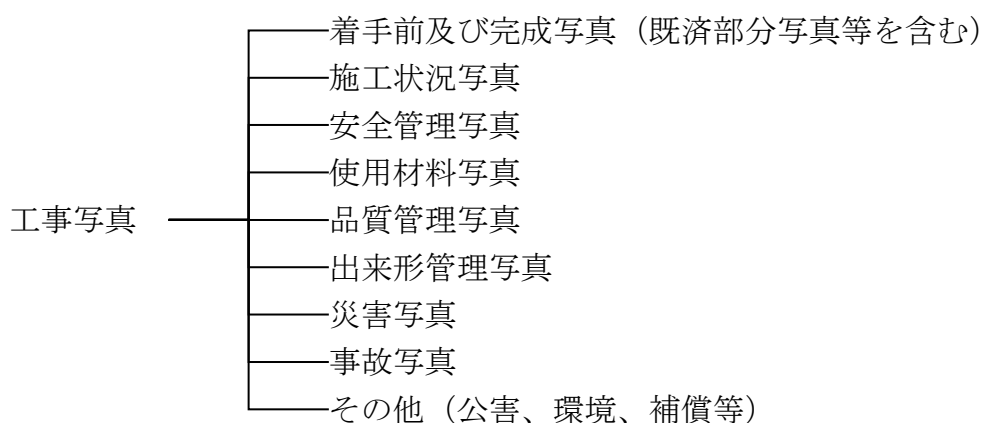 工事写真
着手前及び完成写真（既済部分写真等を含む）
施工状況写真
安全管理写真
使用材料写真
品質管理写真
出来形管理写真
災害写真
事故写真
その他（公害、環境、補償等）